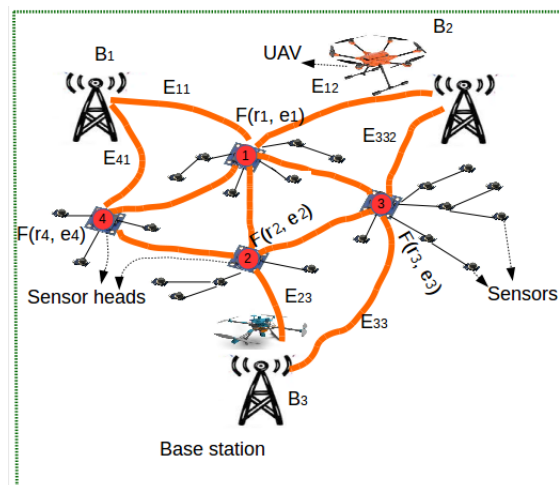 B2
B1
UAV
E11
E12
F(r1, e1)
E332
E41
1
3
4
F(r4, e4)
F(r2, e2)
F(r3, e3)
2
Sensor heads
Sensors
E23
E33
B3
Base station